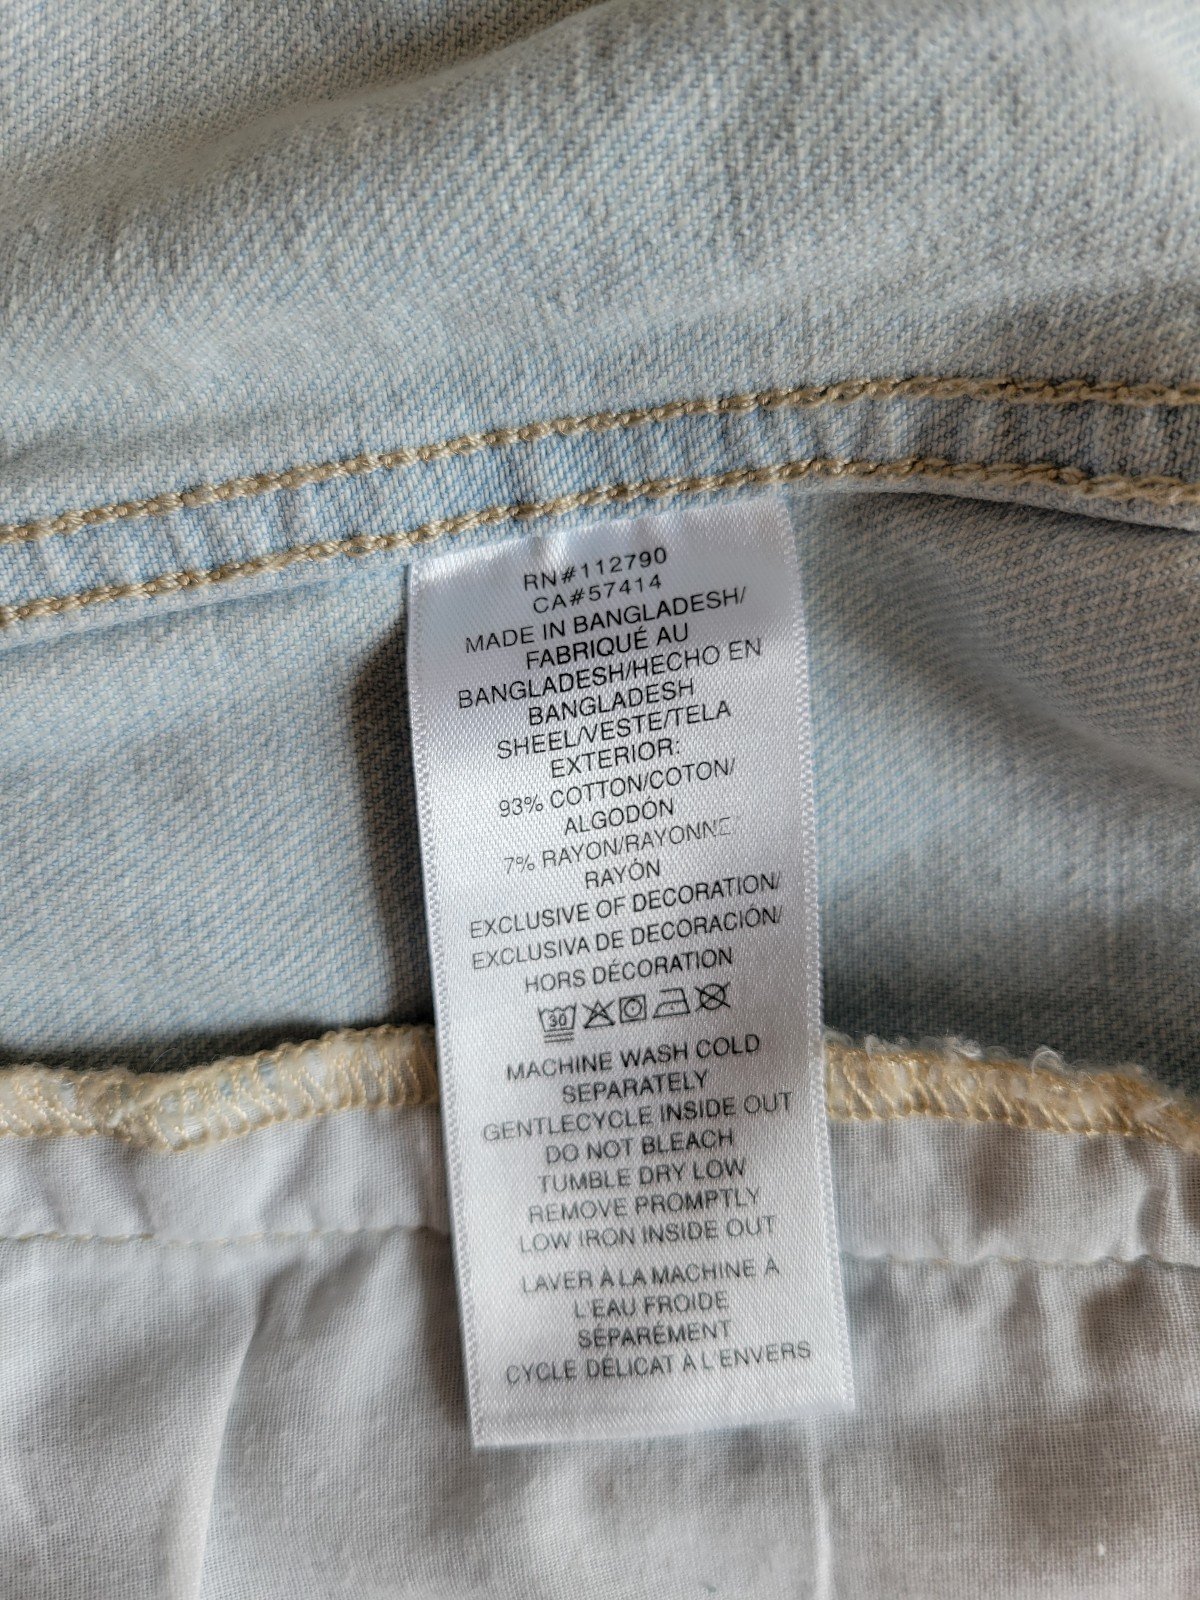 RN#112790
CA#57414
MADE IN BANGLADESH/
FABRIQUÉ AU
BANGLADESH/HECHO EN
BANGLADESH
SHEEL/VESTE/TELA
EXTERIOR:
93% COTTON/COTON/
ALGODÓN
7% RAYON/RAYONNE
RAYÓN
EXCLUSIVE OF DECORATION/
EXCLUSIVA DE DECORACIÓN/
HORS DÉCORATION
30
MACHINE WASH COLD
SEPARATELY
GENTLECYCLE INSIDE OUT
DO NOT BLEACH
TUMBLE DRY LOW
REMOVE PROMPTLY
LOW IRON INSIDE OUT
LAVER À LA MACHINE À
L'EAU FROIDE
SÉPARÉMENT
CYCLE DÉLICAT À L'ENVERS